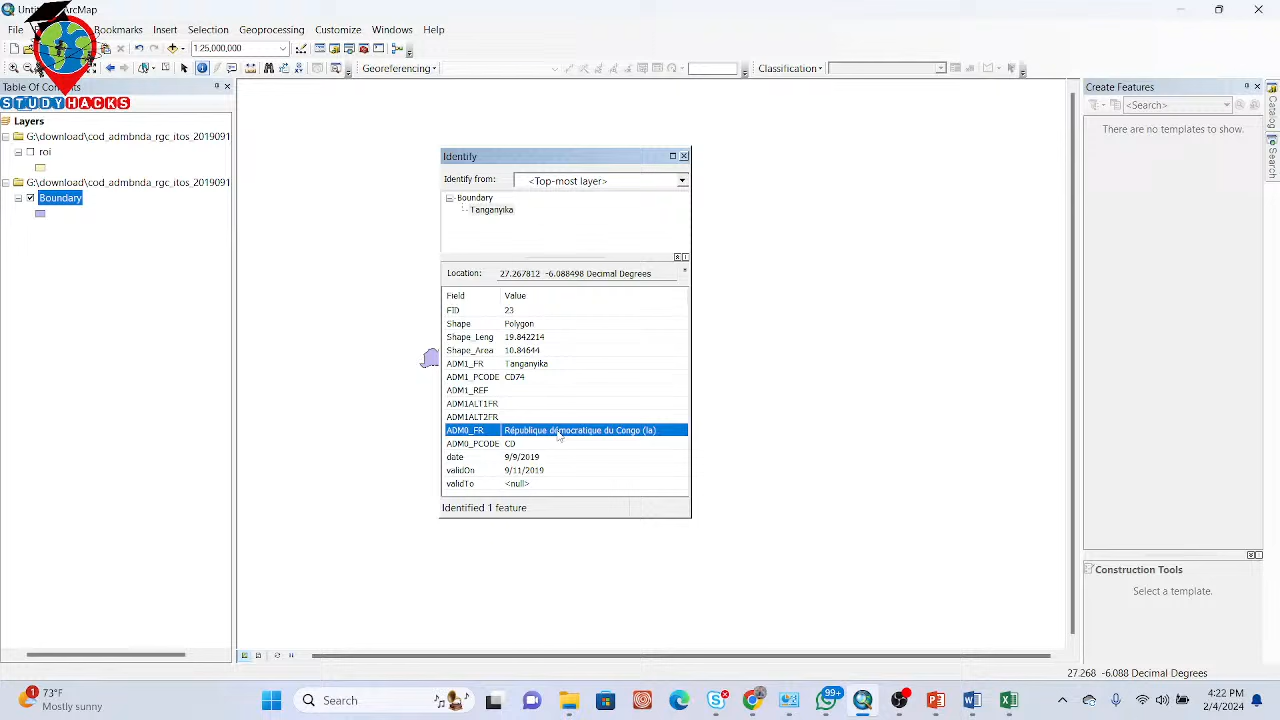 ArcMap
File
Bookmarks Insert Selection Geoprocessing Customize Windows Help
1:25,000,000
Georeferencing
Classification
Table Of Contents
STUDYHACKS
Layers
G:\download\cod_admbnda_rgc_itos_2019091
roi
G:\download\cod_admbnda_rgc_itos_2019091
Boundary
Identify
Identify from: <Top-most layer>
Boundary
Tanganyika
Location: 27.267812 -6.088498 Decimal Degrees
Field Value
FID 23
Shape Polygon
Shape_Leng 19.842214
Shape_Area 10.84644
ADM1_FR Tanganyika
ADM1_PCODE CD74
ADM1_REF
ADM1ALT1FR
ADM1ALT2FR
ADM0_FR République démocratique du Congo (la)
ADM0_PCODE CD
date 9/9/2019
validOn 9/11/2019
validTo <null>
Identified 1 feature
Create Features
<Search>
There are no templates to show.
Construction Tools
Select a template.
Catalog
Search
27.268 -6.088 Decimal Degrees
1
73°F
Mostly sunny
Search
99+
4:22 PM
2/4/2024